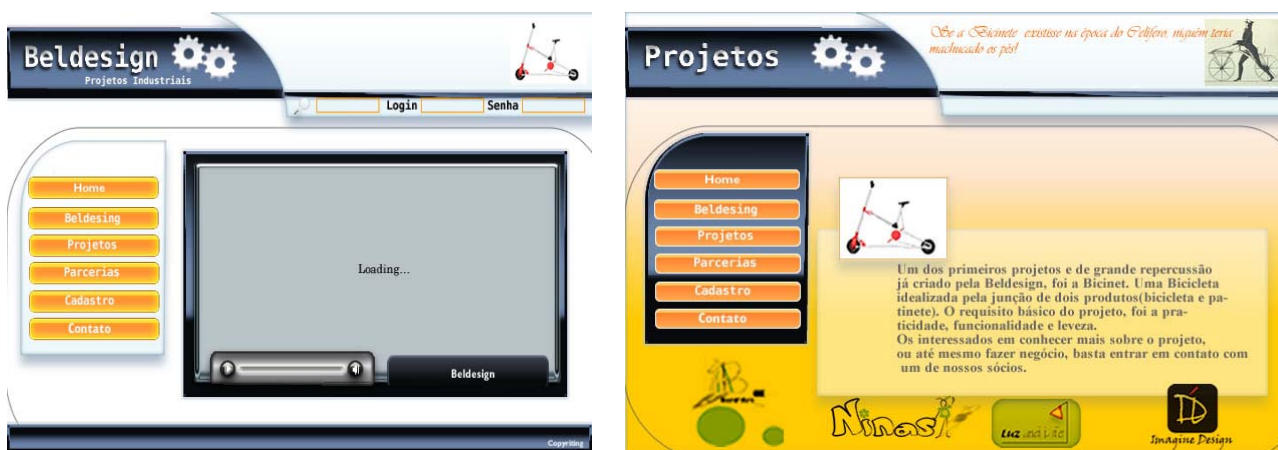 Beldesign
Projetos Industriais
Login
Senha
Home
Beldesing
Projetos
Parcerias
Cadastro
Contato
Loading...
Beldesign
Copyriting
Projetos
Se a Bicinete existisse na época do Celífero, niguém teria
machucado os pés!
Home
Beldesing
Projetos
Parcerias
Cadastro
Contato
Um dos primeiros projetos e de grande repercussão
já criado pela Beldesign, foi a Bicinet. Uma Bicicleta
idealizada pela junção de dois produtos(bicicleta e pa-
tinete). O requisito básico do projeto, foi a pra-
ticidade, funcionalidade e leveza.
Os interessados em conhecer mais sobre o projeto,
ou até mesmo fazer negócio, basta entrar em contato com
um de nossos sócios.
Ninas
Luz
ID
Imagine Design